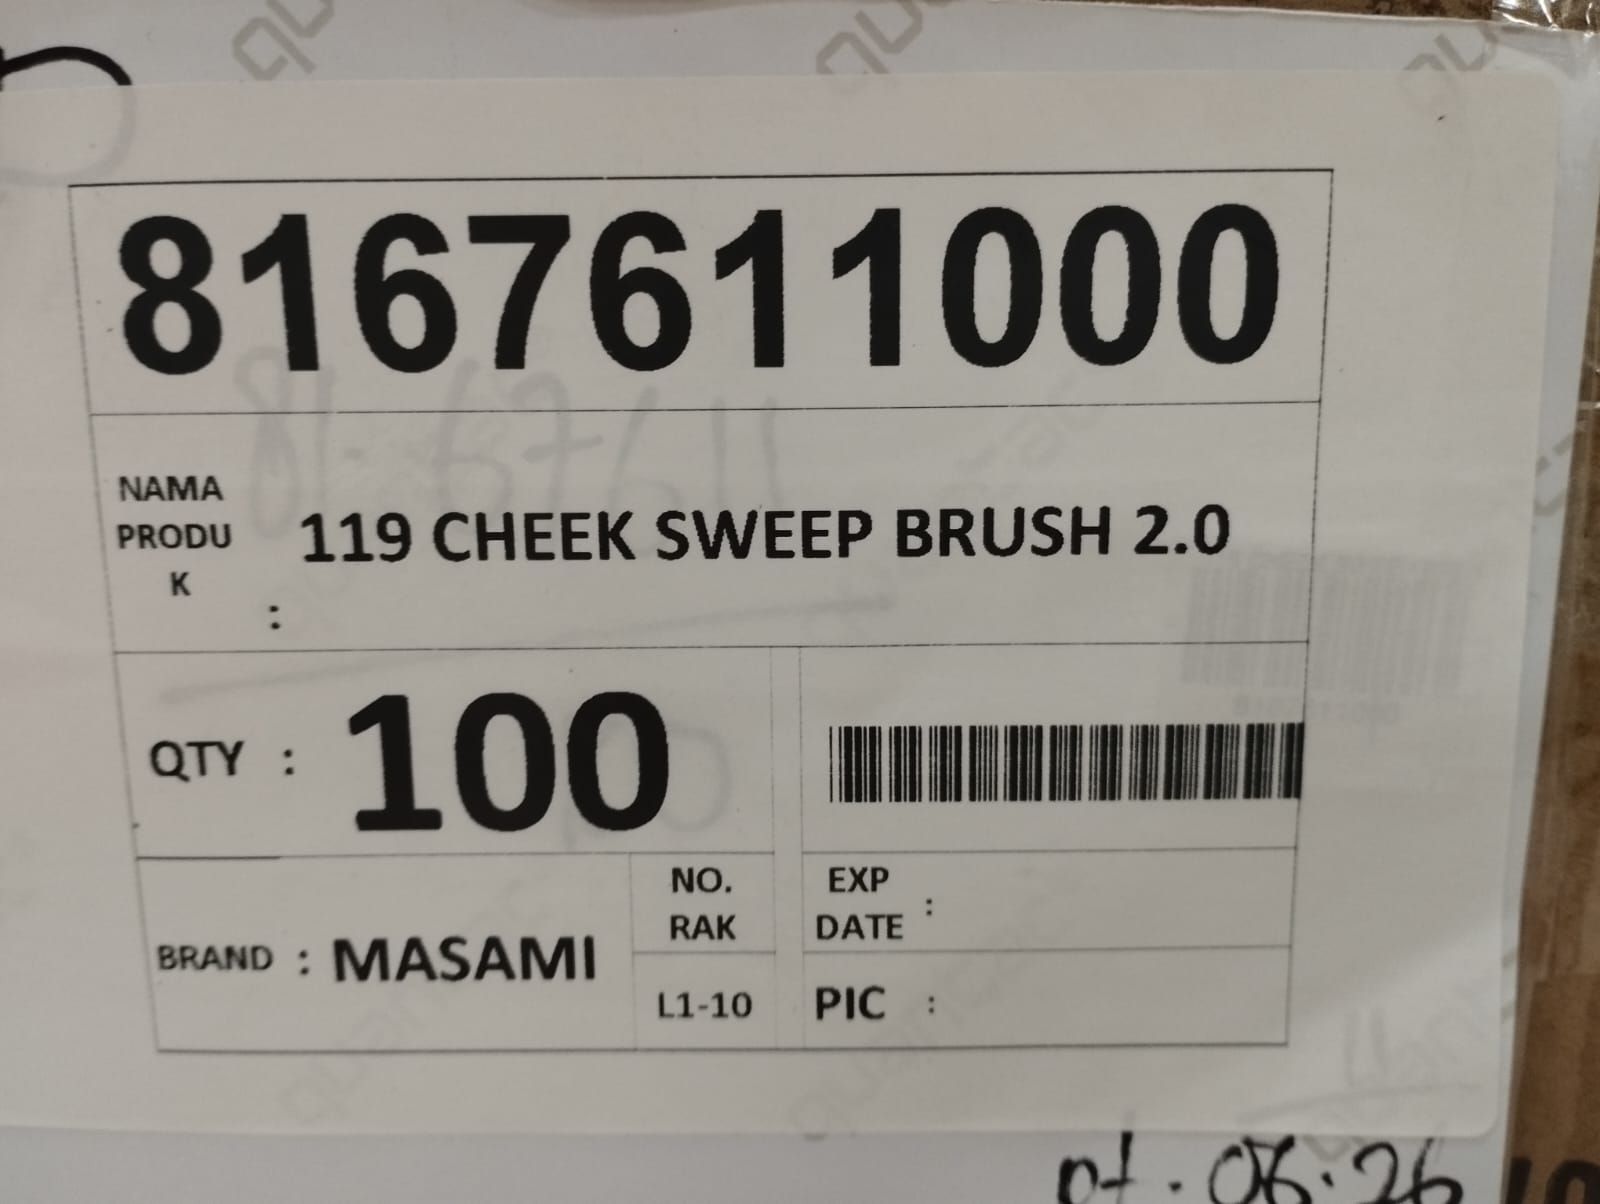 8167611000
NAMA
PRODU
K
:
119 CHEEK SWEEP BRUSH 2.0
QTY : 100
BRAND : MASAMI
NO.
RAK
L1-10
EXP
DATE :
PIC :